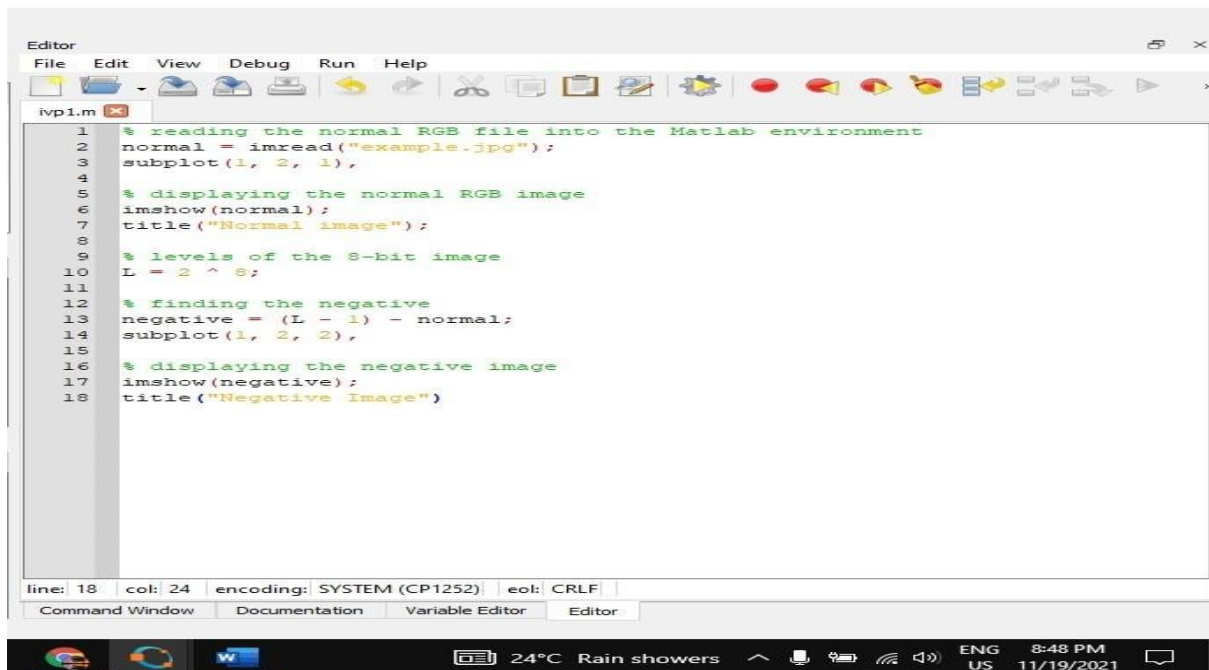 Editor
File Edit View Debug Run Help
ivp1.m
1 % reading the normal RGB file into the Matlab environment
2 normal = imread("example.jpg");
3 subplot(1, 2, 1),
4
5 % displaying the normal RGB image
6 imshow(normal);
7 title("Normal image");
8
9 % levels of the 8-bit image
10 L = 2 ^ 8;
11
12 % finding the negative
13 negative = (L - 1) - normal;
14 subplot(1, 2, 2),
15
16 % displaying the negative image
17 imshow(negative);
18 title("Negative Image")
line: 18 col: 24 encoding: SYSTEM (CP1252) eol: CRLF
Command Window Documentation Variable Editor Editor
W 24°C Rain showers ENG US 8:48 PM 11/19/2021